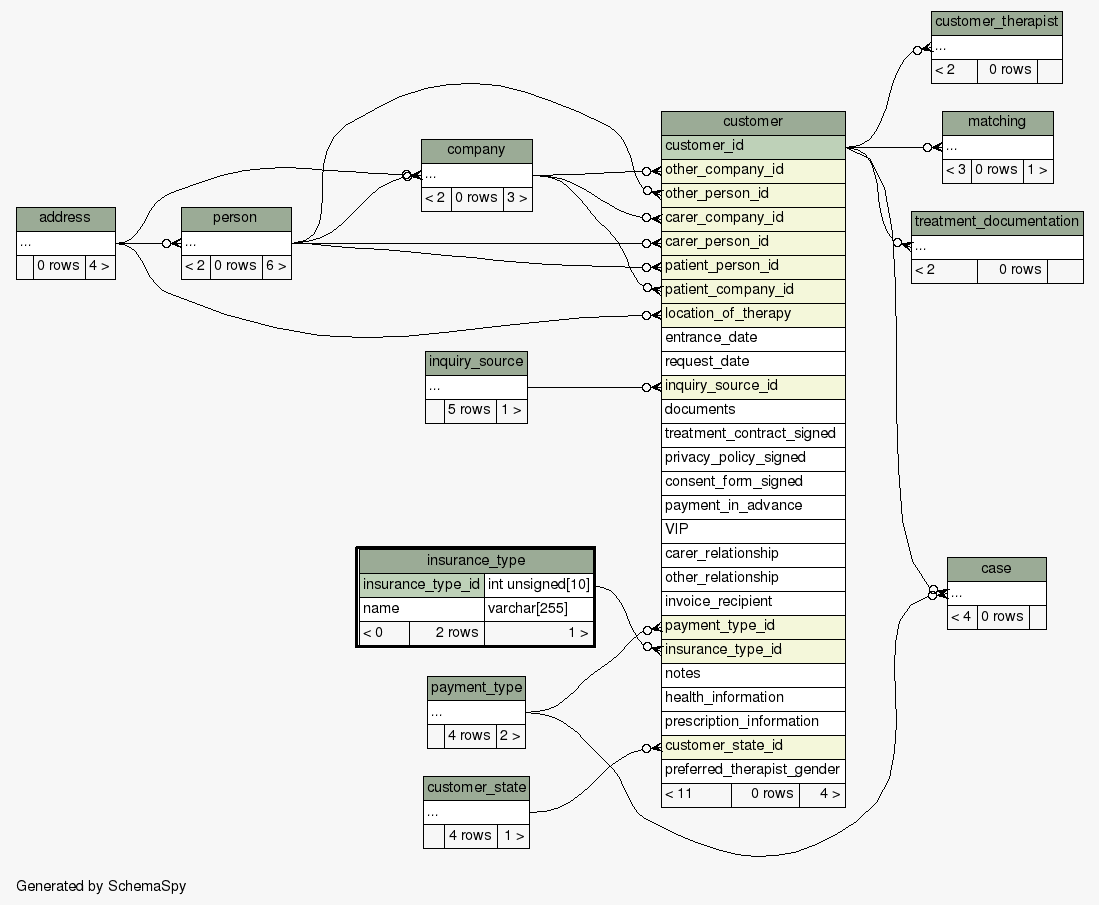 customer_therapist
...
< 2 0 rows
customer
customer_id
other_company_id
other_person_id
carer_company_id
carer_person_id
patient_person_id
patient_company_id
location_of_therapy
entrance_date
request_date
inquiry_source_id
documents
treatment_contract_signed
privacy_policy_signed
consent_form_signed
payment_in_advance
VIP
carer_relationship
other_relationship
invoice_recipient
payment_type_id
insurance_type_id
notes
health_information
prescription_information
customer_state_id
preferred_therapist_gender
< 11 0 rows 4 >
matching
...
< 3 0 rows 1 >
company
...
< 2 0 rows 3 >
address
...
0 rows 4 >
person
...
< 2 0 rows 6 >
treatment_documentation
...
< 2 0 rows
inquiry_source
...
5 rows 1 >
insurance_type
insurance_type_id int unsigned[10]
name varchar[255]
< 0 2 rows 1 >
case
...
< 4 0 rows
payment_type
...
4 rows 2 >
customer_state
...
4 rows 1 >
Generated by SchemaSpy